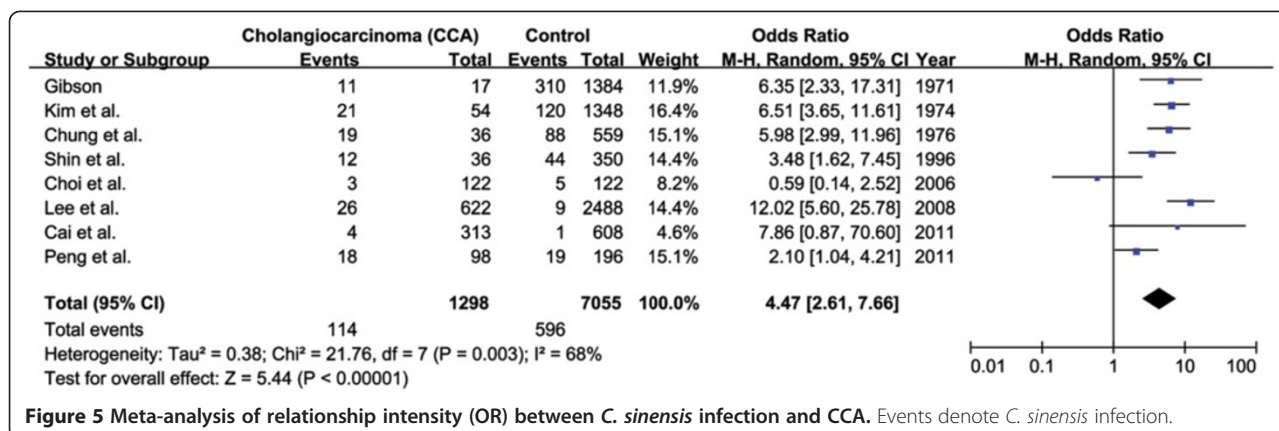 Cholangiocarcinoma (CCA) Control Odds Ratio Odds Ratio
Study or Subgroup Events Total Events Total Weight M-H, Random, 95% CI Year M-H, Random, 95% CI
Gibson 11 17 310 1384 11.9% 6.35 [2.33, 17.31] 1971
Kim et al. 21 54 120 1348 16.4% 6.51 [3.65, 11.61] 1974
Chung et al. 19 36 88 559 15.1% 5.98 [2.99, 11.96] 1976
Shin et al. 12 36 44 350 14.4% 3.48 [1.62, 7.45] 1996
Choi et al. 3 122 5 122 8.2% 0.59 [0.14, 2.52] 2006
Lee et al. 26 622 9 2488 14.4% 12.02 [5.60, 25.78] 2008
Cai et al. 4 313 1 608 4.6% 7.86 [0.87, 70.60] 2011
Peng et al. 18 98 19 196 15.1% 2.10 [1.04, 4.21] 2011
Total (95% CI) 1298 7055 100.0% 4.47 [2.61, 7.66]
Total events 114 596
Heterogeneity: Tau² = 0.38; Chi² = 21.76, df = 7 (P = 0.003); I² = 68%
Test for overall effect: Z = 5.44 (P < 0.00001)
0.01 0.1 1 10 100
Figure 5 Meta-analysis of relationship intensity (OR) between C. sinensis infection and CCA. Events denote C. sinensis infection.